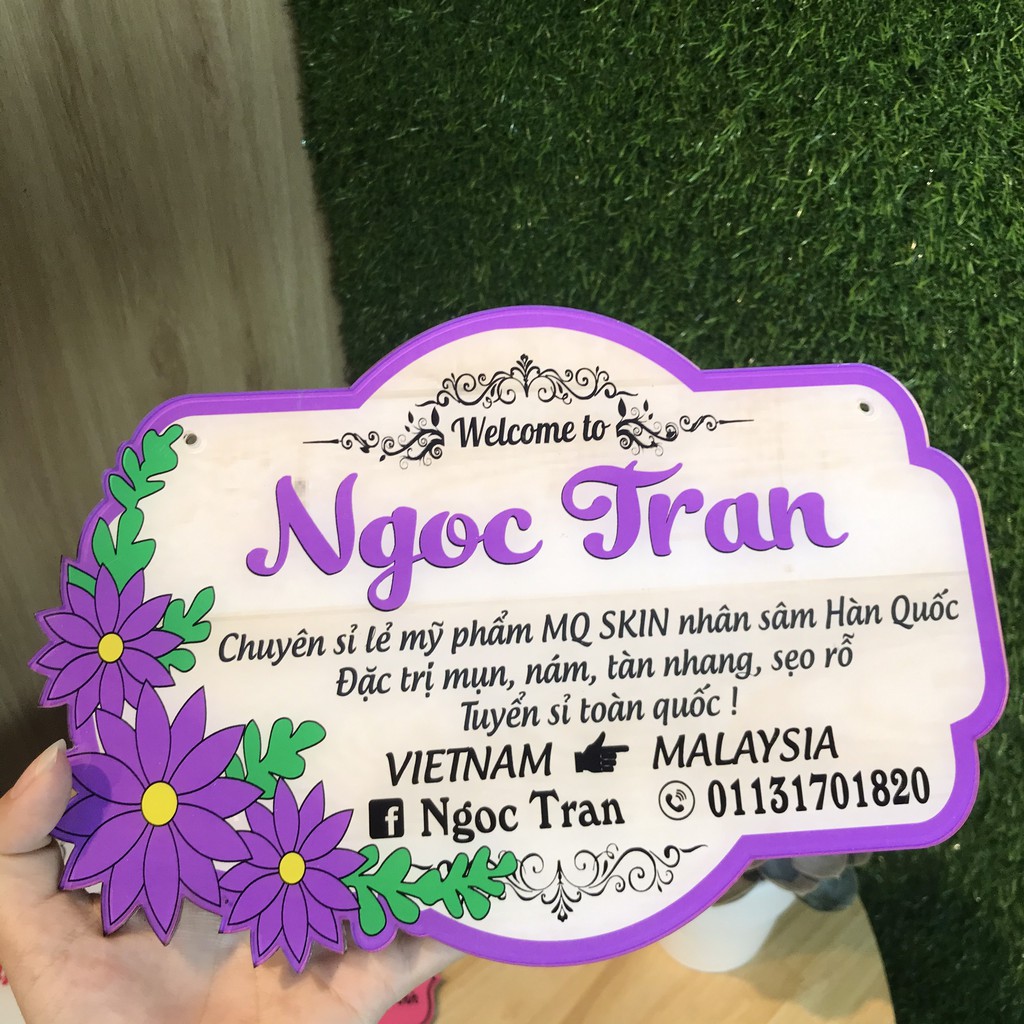 Welcome to
Ngoc Tran
Chuyên sỉ lẻ mỹ phẩm MQ SKIN nhân sâm Hàn Quốc
Đặc trị mụn, nám, tàn nhang, sẹo rỗ
Tuyển sỉ toàn quốc !
VIETNAM MALAYSIA
f Ngoc Tran 01131701820